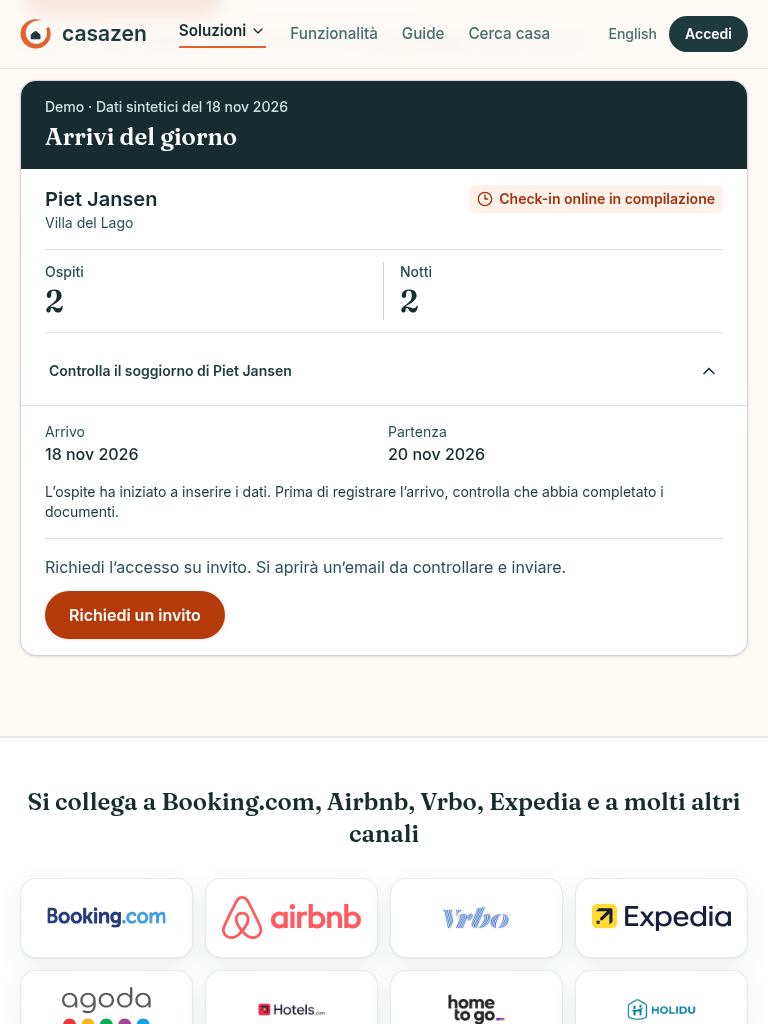 casazen
Soluzioni
Funzionalità
Guide
Cerca casa
English
Accedi
Demo · Dati sintetici del 18 nov 2026
Arrivi del giorno
Piet Jansen
Check-in online in compilazione
Villa del Lago
Ospiti
Notti
2
2
Controlla il soggiorno di Piet Jansen
Arrivo
Partenza
18 nov 2026
20 nov 2026
L’ospite ha iniziato a inserire i dati. Prima di registrare l’arrivo, controlla che abbia completato i
documenti.
Richiedi l’accesso su invito. Si aprirà un’email da controllare e inviare.
Richiedi un invito
Si collega a Booking.com, Airbnb, Vrbo, Expedia e a molti altri
canali
Booking.com
airbnb
Vrbo
Expedia
agoda
Hotels.com
home
to go
HOLIDU